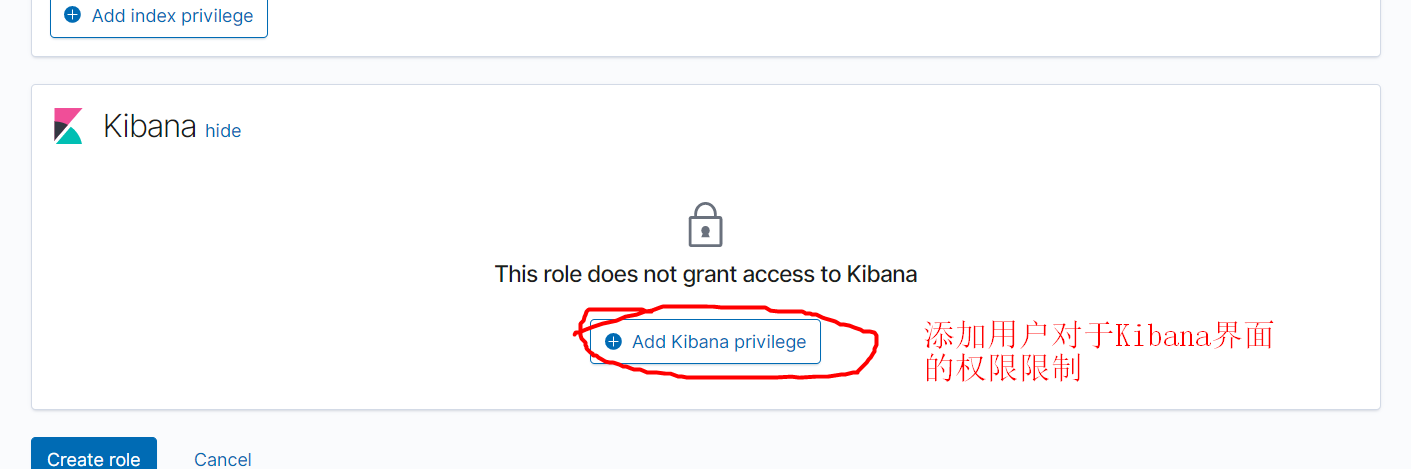 Add index privilege
Kibana hide
This role does not grant access to Kibana
Add Kibana privilege
添加用户对于Kibana界面
的权限限制
Create role Cancel